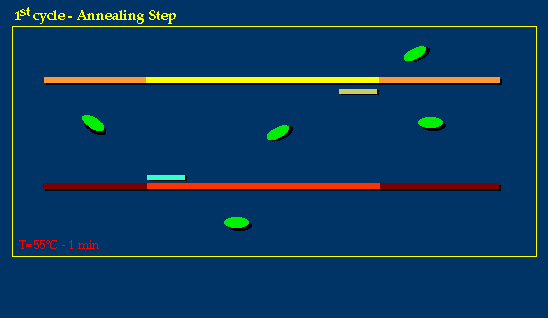 1st cycle - Annealing Step
T=55°C - 1 min